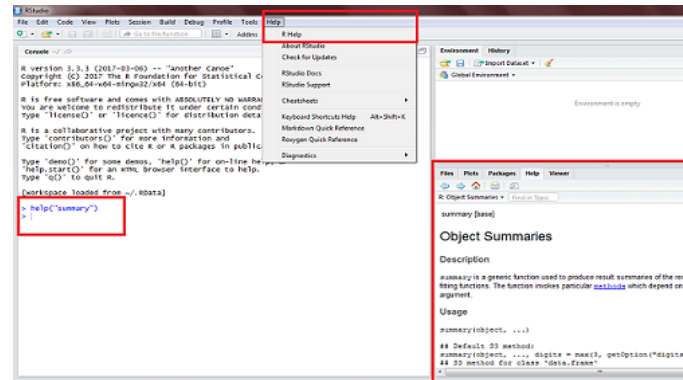 RStudio
File Edit Code View Plots Session Build Debug Profile Tools Help
Go to file/function Addins
R Help
About RStudio
Check for Updates
RStudio Docs
RStudio Support
Cheatsheets
Keyboard Shortcuts Help Alt+Shift+K
Markdown Quick Reference
Roxygen Quick Reference
Diagnostics
Console ~/
R version 3.3.3 (2017-03-06) -- "Another Canoe"
Copyright (C) 2017 The R Foundation for Statistical C
Platform: x86_64-w64-mingw32/x64 (64-bit)
R is free software and comes with ABSOLUTELY NO WARRAN
You are welcome to redistribute it under certain cond
Type 'license()' or 'licence()' for distribution deta
R is a collaborative project with many contributors.
Type 'contributors()' for more information and
'citation()' on how to cite R or R packages in public
Type 'demo()' for some demos, 'help()' for on-line help, or
'help.start()' for an HTML browser interface to help.
Type 'q()' to quit R.
[Workspace loaded from ~/.RData]
> help("summary")
>
Environment History
Import Dataset
Global Environment
Environment is empty
Files Plots Packages Help Viewer
R: Object Summaries Find in Topic
summary {base}
Object Summaries
Description
summary is a generic function used to produce result summaries of the res
fitting functions. The function invokes particular methods which depend on
argument.
Usage
summary(object, ...)
## Default S3 method:
summary(object, ..., digits = max(3, getOption("digits
## S3 method for class 'data.frame'